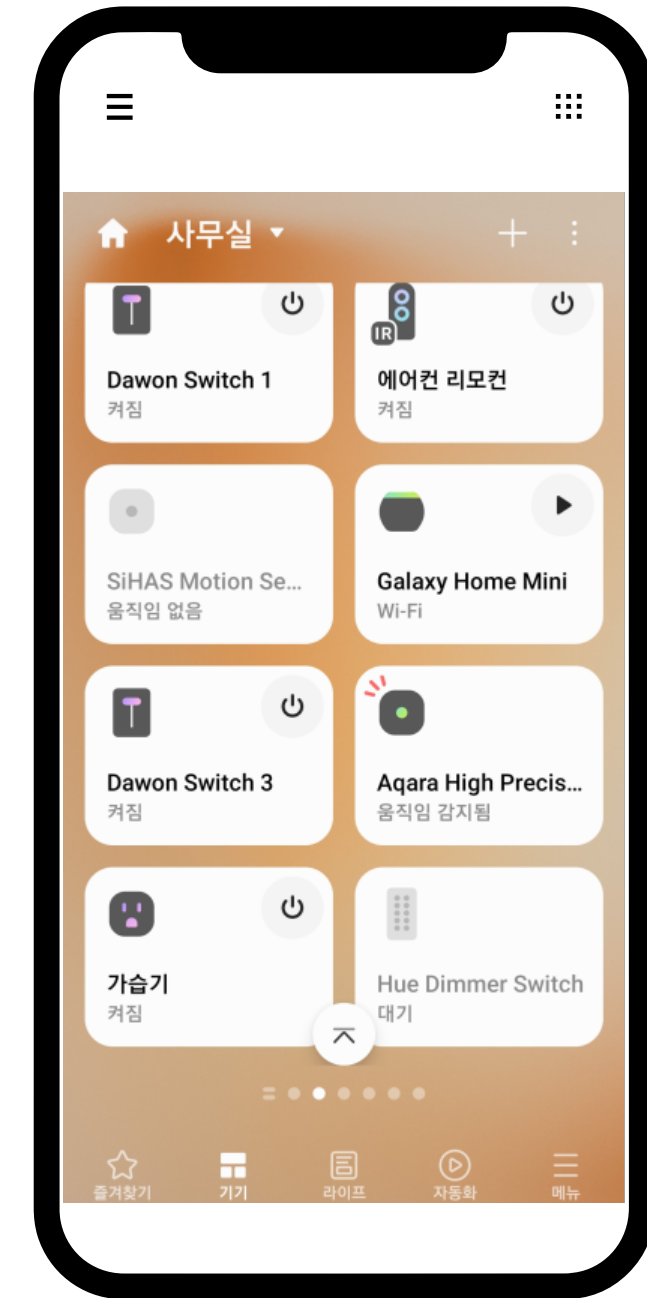 사무실
Dawon Switch 1
켜짐
IR
에어컨 리모컨
켜짐
SiHAS Motion Se...
움직임 없음
Galaxy Home Mini
Wi-Fi
Dawon Switch 3
켜짐
Aqara High Precis...
움직임 감지됨
가습기
켜짐
Hue Dimmer Switch
대기
즐겨찾기
기기
라이프
자동화
메뉴